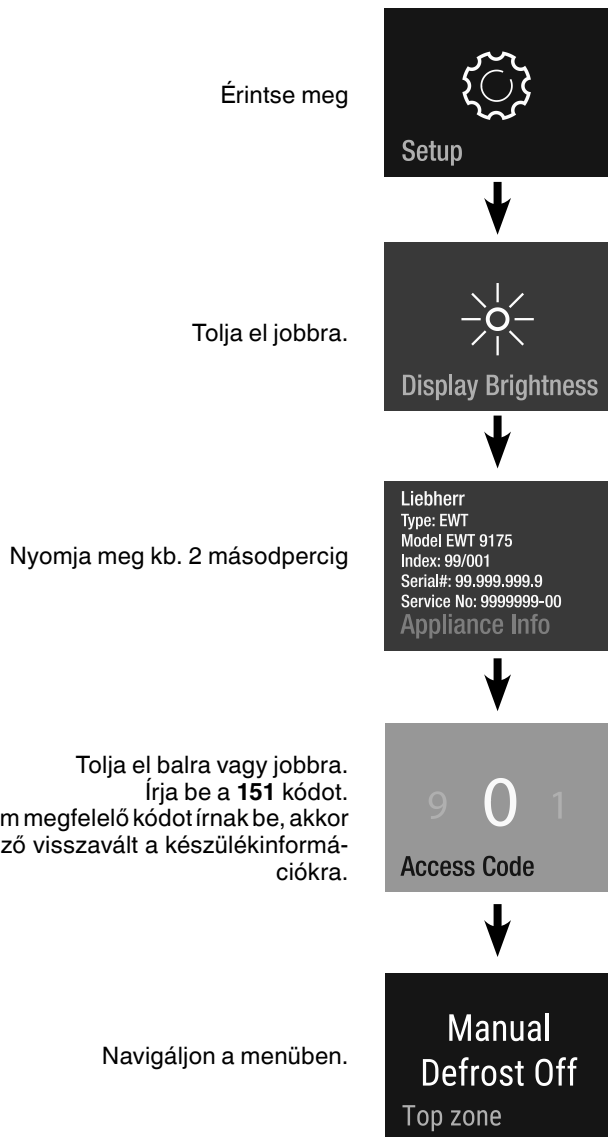 Érintse meg
Setup
Tolja el jobbra.
Display Brightness
Nyomja meg kb. 2 másodpercig
Liebherr
Type: EWT
Model EWT 9175
Index: 99/001
Serial#: 99.999.999.9
Service No: 9999999-00
Appliance Info
Tolja el balra vagy jobbra.
Írja be a 151 kódot.
megfelelő kódot írnak be, akkor
visszavált a készülékinformá-
ciókra.
9 0 1
Access Code
Navigáljon a menüben.
Manual
Defrost Off
Top zone